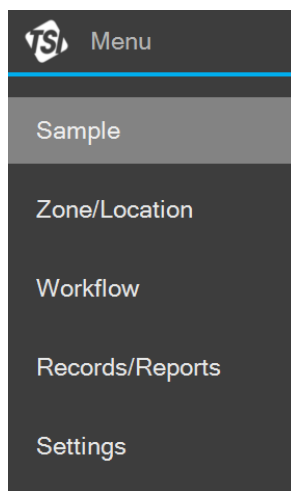 TSI Menu
Sample
Zone/Location
Workflow
Records/Reports
Settings